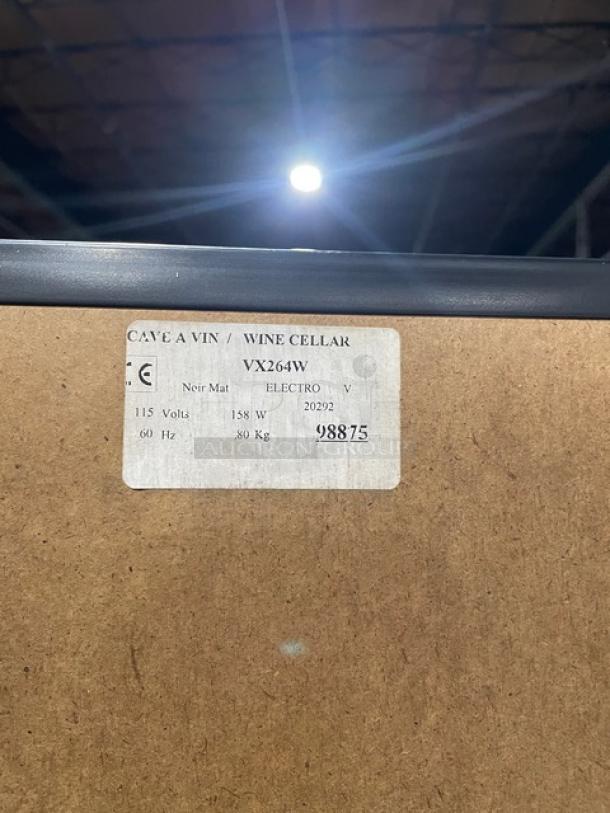 CAVE A VIN / WINE CELLAR
VX264W
CE
Noir Mat ELECTRO V
20292
115 Volts 158 W
60 Hz 80 Kg 98875
AUCTION GROUP